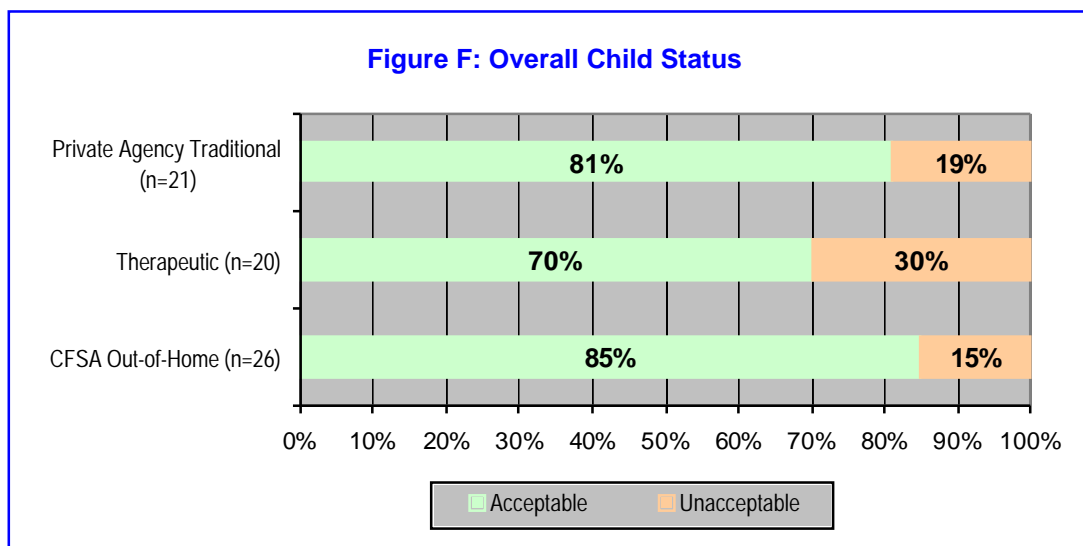 Figure F: Overall Child Status
Private Agency Traditional
(n=21)
81%
19%
Therapeutic (n=20)
70%
30%
CFSA Out-of-Home (n=26)
85%
15%
0% 10% 20% 30% 40% 50% 60% 70% 80% 90% 100%
Acceptable Unacceptable